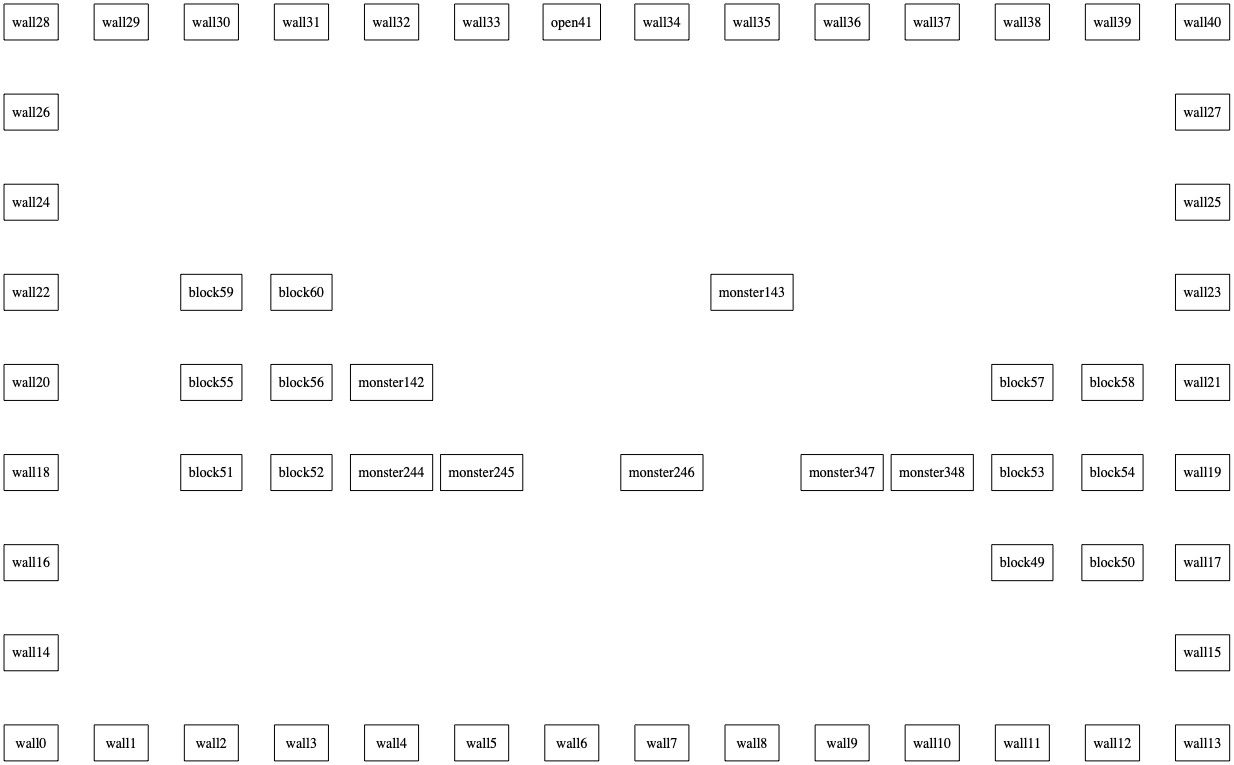 wall28 wall29 wall30 wall31 wall32 wall33 open41 wall34 wall35 wall36 wall37 wall38 wall39 wall40
wall26 wall27
wall24 wall25
wall22 block59 block60 monster143 wall23
wall20 block55 block56 monster142 block57 block58 wall21
wall18 block51 block52 monster244 monster245 monster246 monster347 monster348 block53 block54 wall19
wall16 block49 block50 wall17
wall14 wall15
wall0 wall1 wall2 wall3 wall4 wall5 wall6 wall7 wall8 wall9 wall10 wall11 wall12 wall13